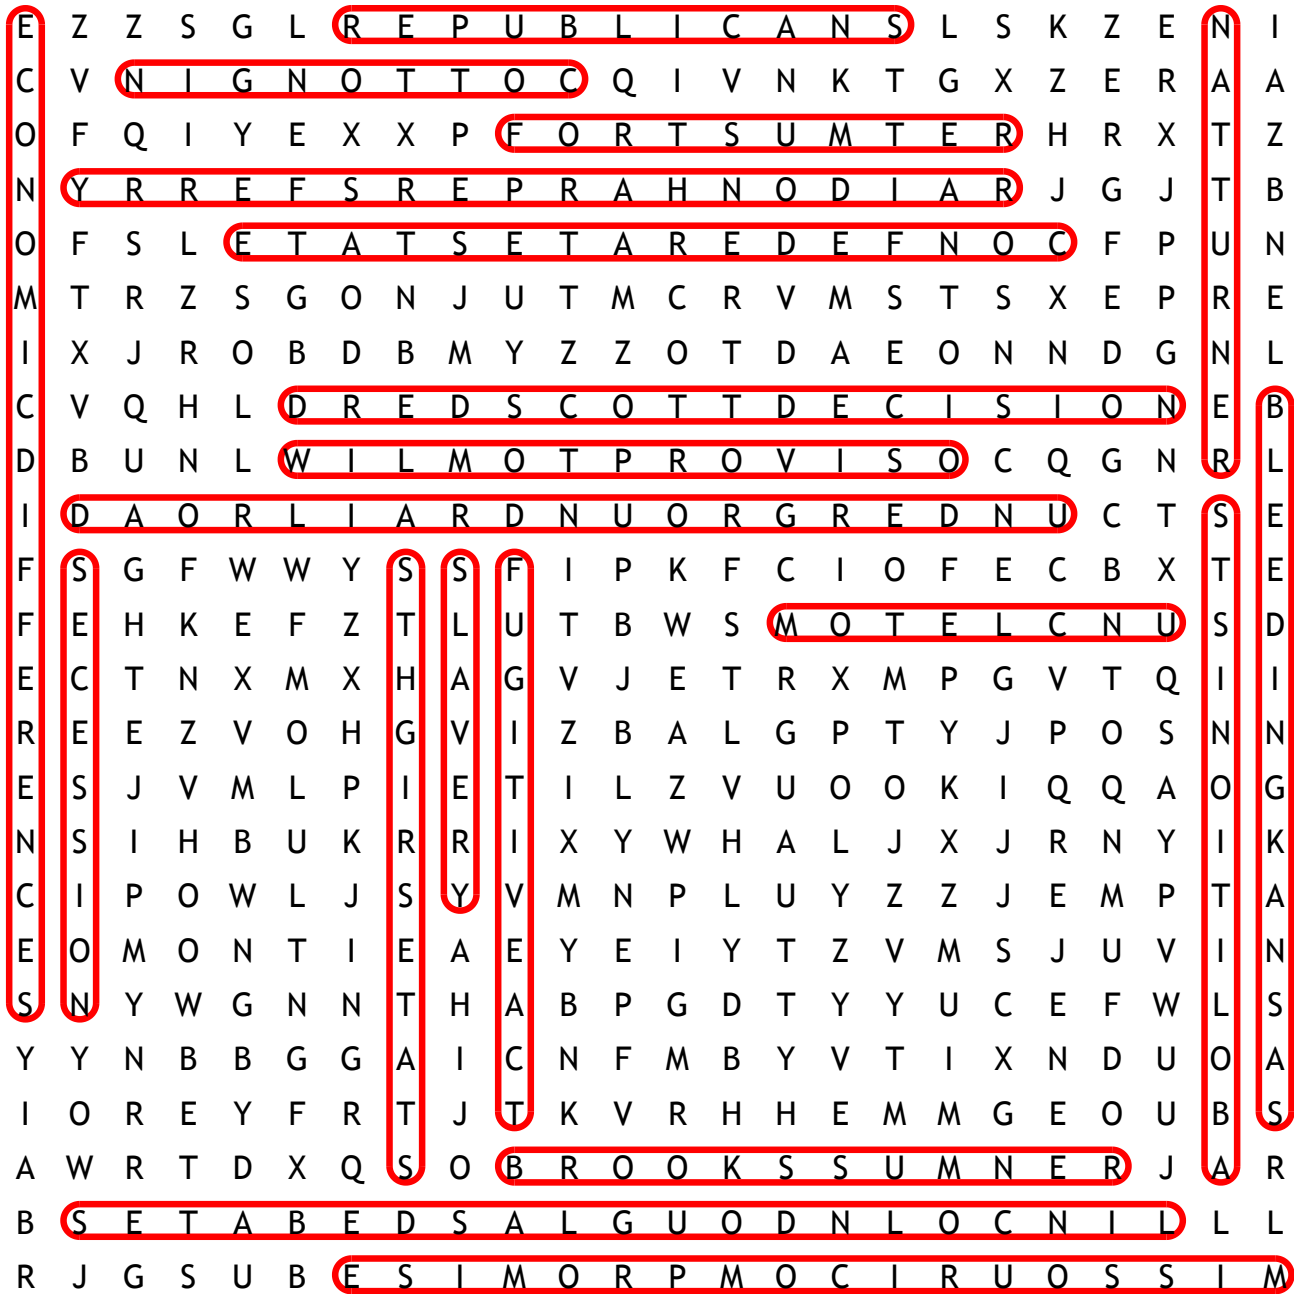 E Z Z S G L R E P U B L I C A N S L S K Z E N I
C V N I G N O T T O C Q I V N K T G X Z E R A A
O F Q I Y E X X P F O R T S U M T E R H R X T Z
N Y R R E F S R E P R A H N O D I A R J G J T B
O F S L E T A T S E T A R E D E F N O C F P U N
M T R Z S G O N J U T M C R V M S T S X E P R E
I X J R O B D B M Y Z Z O T D A E O N N D G N L
C V Q H L D R E D S C O T T D E C I S I O N E B
D B U N L W I L M O T P R O V I S O C Q G N R L
I D A O R L I A R D N U O R G R E D N U C T S E
F S G F W W Y S S F I P K F C I O F E C B X T E
F E H K E F Z T L U T B W S M O T E L C N U S D
E C T N X M X H A G V J E T R X M P G V T Q I I
R E E Z V O H G V I Z B A L G P T Y J P O S N N
E S J V M L P I E T I L Z V U O O K I Q Q A O G
N S I H B U K R R I X Y W H A L J X J R N Y I K
C I P O W L J S Y V M N P L U Y Z Z J E M P T A
E O M O N T I E A E Y E I Y T Z V M S J U V I N
S N Y W G N N T H A B P G D T Y Y U C E F W L S
Y Y N B B G G A I C N F M B Y V T I X N D U O A
I O R E Y F R T J T K V R H H E M M G E O U B S
A W R T D X Q S O B R O O K S S U M N E R J A R
B S E T A B E D S A L G U O D N L O C N I L L L
R J G S U B E S I M O R P M O C I R U O S S I M